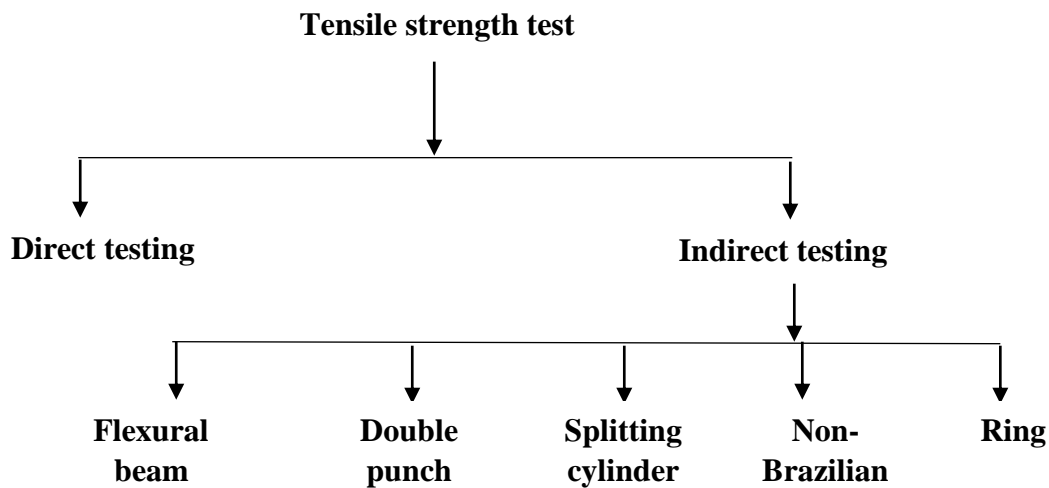 Tensile strength test
Direct testing
Indirect testing
Flexural
beam
Double
punch
Splitting
cylinder
Non-
Brazilian
Ring